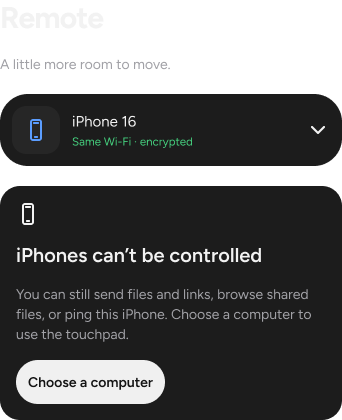 Remote
A little more room to move.
iPhone 16
Same Wi-Fi · encrypted
iPhones can’t be controlled
You can still send files and links, browse shared
files, or ping this iPhone. Choose a computer to
use the touchpad.
Choose a computer